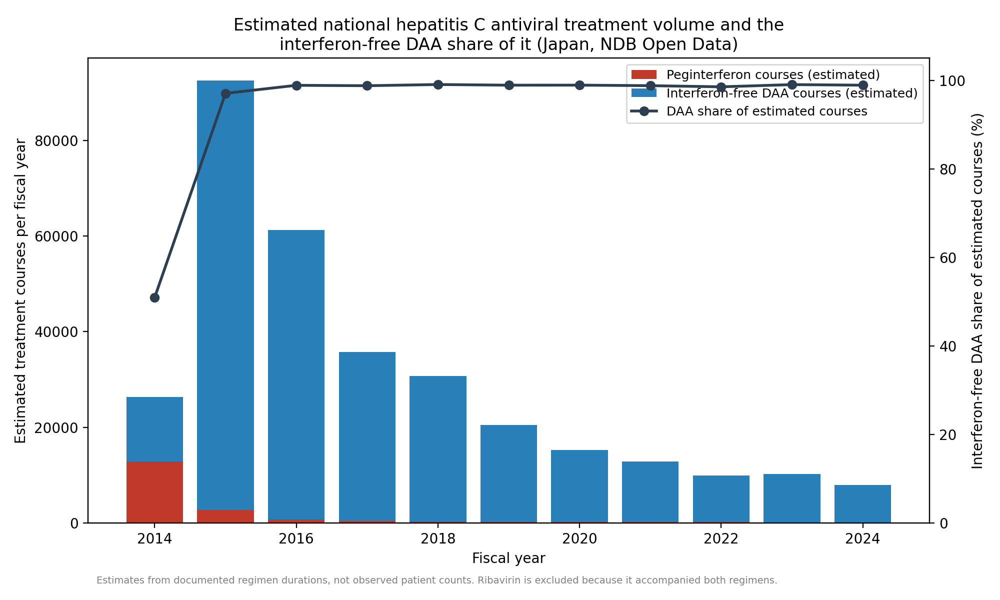 Estimated national hepatitis C antiviral treatment volume and the
interferon-free DAA share of it (Japan, NDB Open Data)
Peginterferon courses (estimated)
Interferon-free DAA courses (estimated)
DAA share of estimated courses
Estimated treatment courses per fiscal year
80000
60000
40000
20000
0
100
80
60
40
20
0
Interferon-free DAA share of estimated courses (%)
2014
2016
2018
2020
2022
2024
Fiscal year
Estimates from documented regimen durations, not observed patient counts. Ribavirin is excluded because it accompanied both regimens.